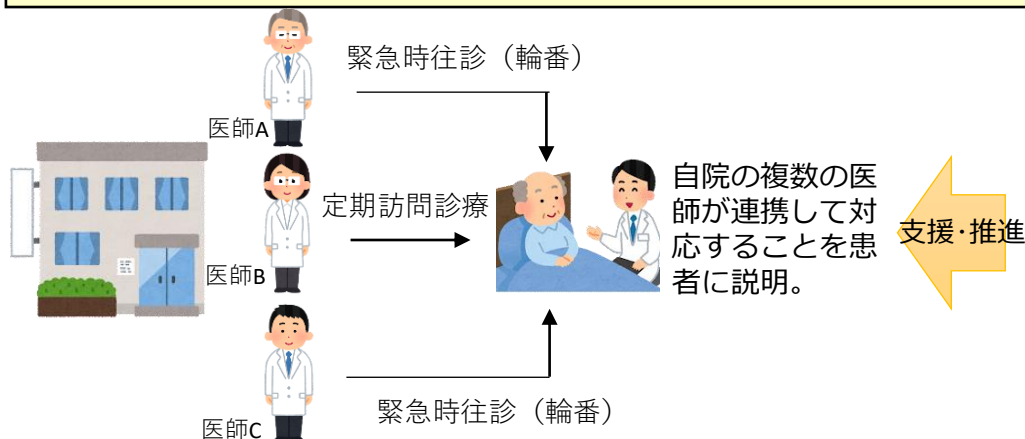 緊急時往診（輪番）
医師A
定期訪問診療
医師B
自院の複数の医
師が連携して対
応することを患
者に説明。
支援・推進
緊急時往診（輪番）
医師C